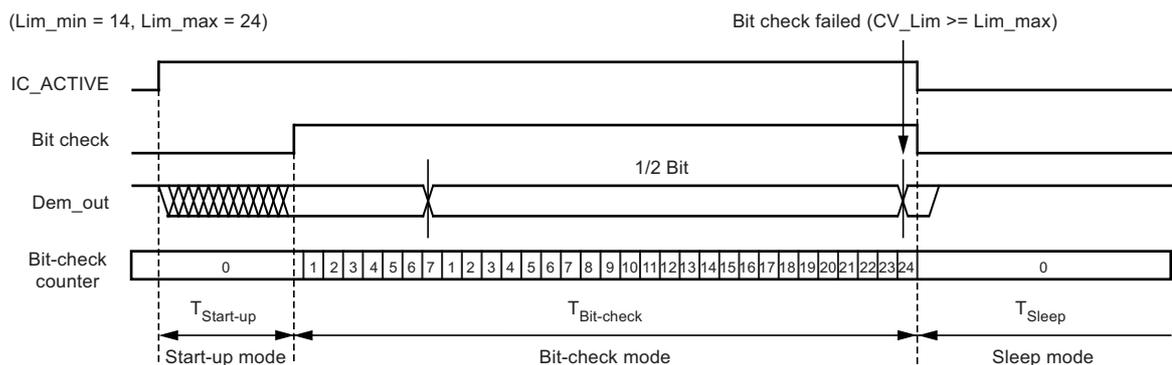 (Lim_min = 14, Lim_max = 24)
Bit check failed (CV_Lim >= Lim_max)
IC_ACTIVE
Bit check
1/2 Bit
Dem_out
Bit-check
counter
0 1 2 3 4 5 6 7 1 2 3 4 5 6 7 8 9 10 11 12 13 14 15 16 17 18 19 20 21 22 23 24 0
TStart-up TBit-check TSleep
Start-up mode Bit-check mode Sleep mode